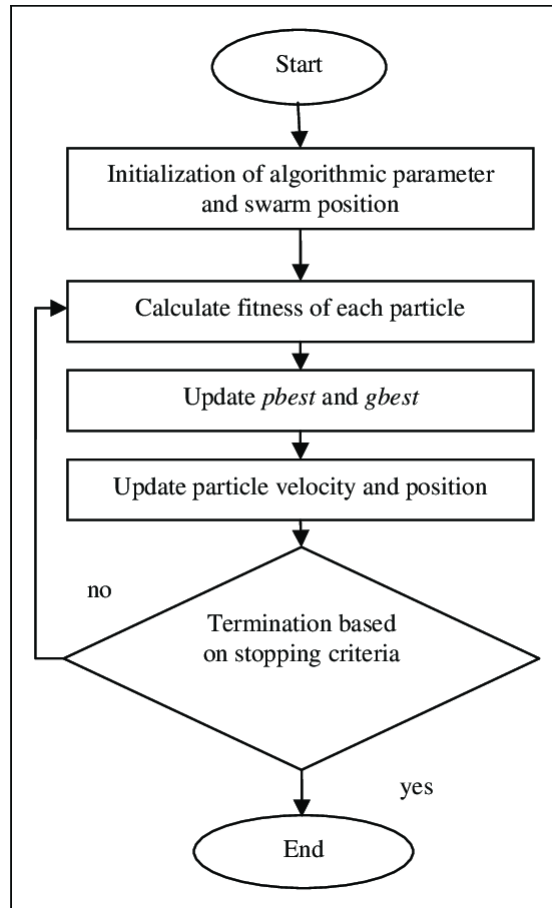 Start
Initialization of algorithmic parameter
and swarm position
Calculate fitness of each particle
Update pbest and gbest
Update particle velocity and position
no
Termination based
on stopping criteria
yes
End